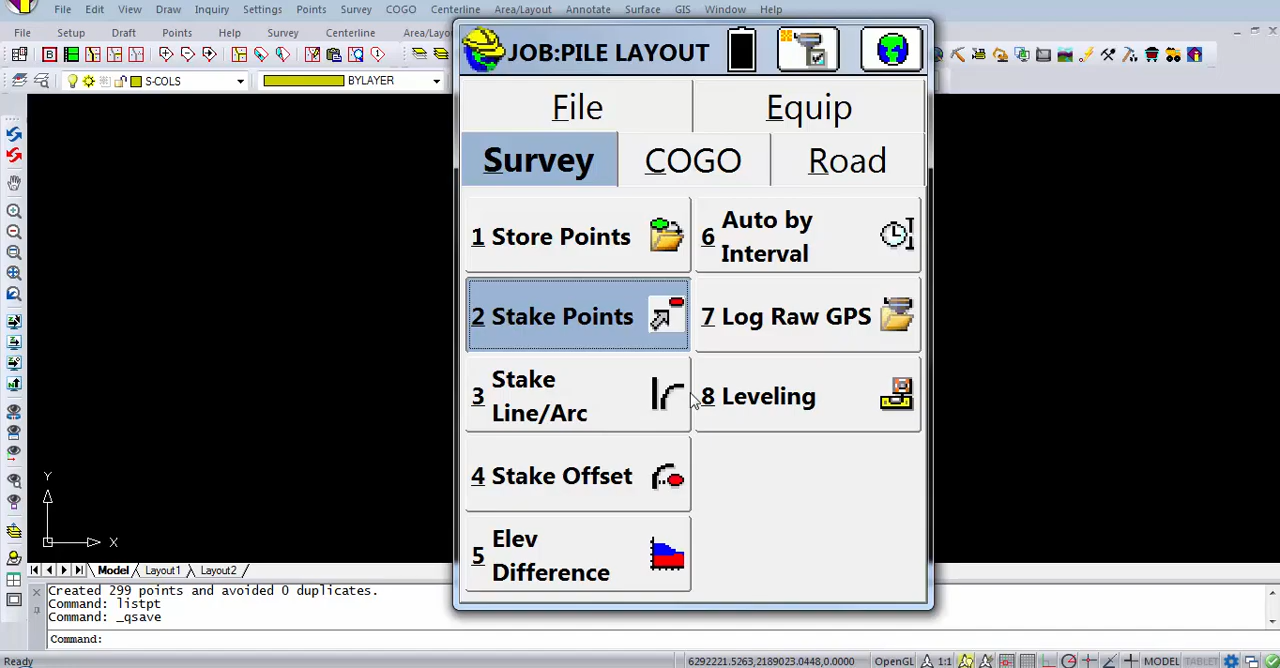 File Edit View Draw Inquiry Settings Points Survey COGO Centerline Area/Layout Annotate Surface GIS Window Help
File Setup Points Help Survey Centerline Area/La
S-COLS BYLAYER
JOB:PILE LAYOUT
File Equip
Survey COGO Road
1 Store Points
6 Auto by
Interval
2 Stake Points
7 Log Raw GPS
3 Stake
Line/Arc
8 Leveling
4 Stake Offset
5 Elev
Difference
Y
X
Model Layout1 Layout2
Created 299 points and avoided 0 duplicates.
Command: listpt
Command: _qsave
Command:
Ready 6292221.5263,2189023.0448,0.0000 OpenGL 1:1 MODEL TABLET